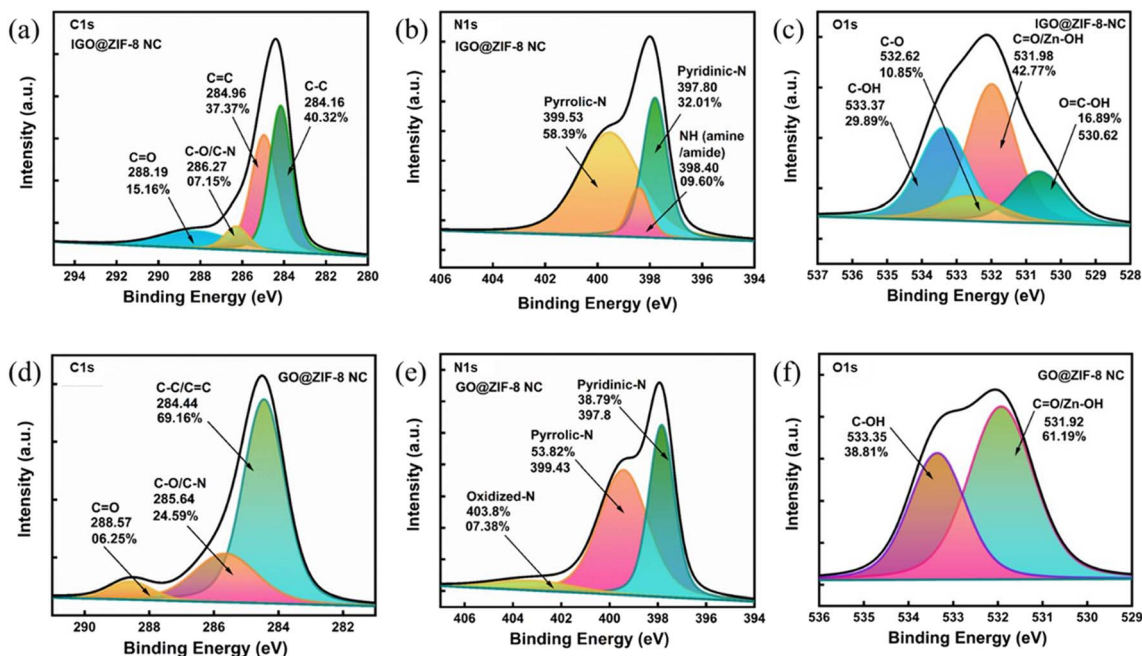 (a)
C1s
IGO@ZIF-8 NC
C=C
284.96
37.37%
C-C
284.16
40.32%
C-O/C-N
286.27
07.15%
C=O
288.19
15.16%
Intensity (a.u.)
294 292 290 288 286 284 282 280
Binding Energy (eV)
(b)
N1s
IGO@ZIF-8 NC
Pyridinic-N
397.80
32.01%
Pyrrolic-N
399.53
58.39%
NH (amine
/amide)
398.40
09.60%
Intensity (a.u.)
406 404 402 400 398 396 394
Binding Energy (eV)
(c)
O1s
IGO@ZIF-8-NC
C-O
532.62
10.85%
C=O/Zn-OH
531.98
42.77%
C-OH
533.37
29.89%
O=C-OH
16.89%
530.62
Intensity (a.u.)
537 536 535 534 533 532 531 530 529 528
Binding Energy (eV)
(d)
C1s
GO@ZIF-8 NC
C-C/C=C
284.44
69.16%
C-O/C-N
285.64
24.59%
C=O
288.57
06.25%
Intensity (a.u.)
290 288 286 284 282
Binding Energy (eV)
(e)
N1s
GO@ZIF-8 NC
Pyridinic-N
38.79%
397.8
Pyrrolic-N
53.82%
399.43
Oxidized-N
403.8%
07.38%
Intensity (a.u.)
406 404 402 400 398 396 394
Binding Energy (eV)
(f)
O1s
GO@ZIF-8 NC
C=O/Zn-OH
531.92
61.19%
C-OH
533.35
38.81%
Intensity (a.u.)
536 535 534 533 532 531 530 529
Binding Energy (eV)